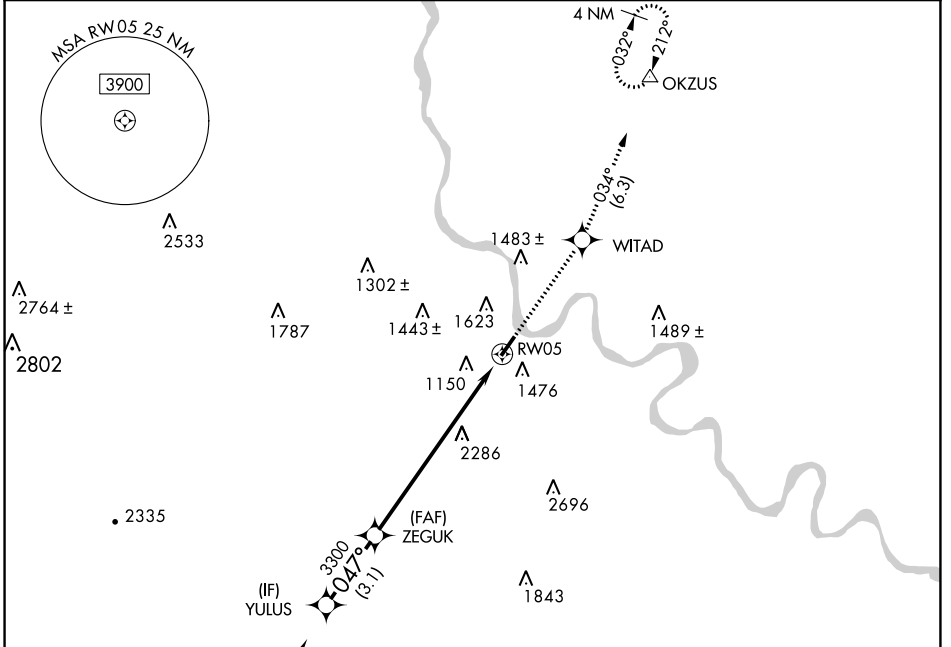 MSA RW05 25 NM
3900
4 NM
032°
212°
OKZUS
034°
(6.3)
2533
1483 ±
WITAD
1302 ±
2764 ±
1787
1443 ±
1623
1489 ±
2802
RW05
1150
1476
2286
2696
2335
(FAF)
ZEGUK
3300
047°
(3.1)
(IF)
YULUS
1843